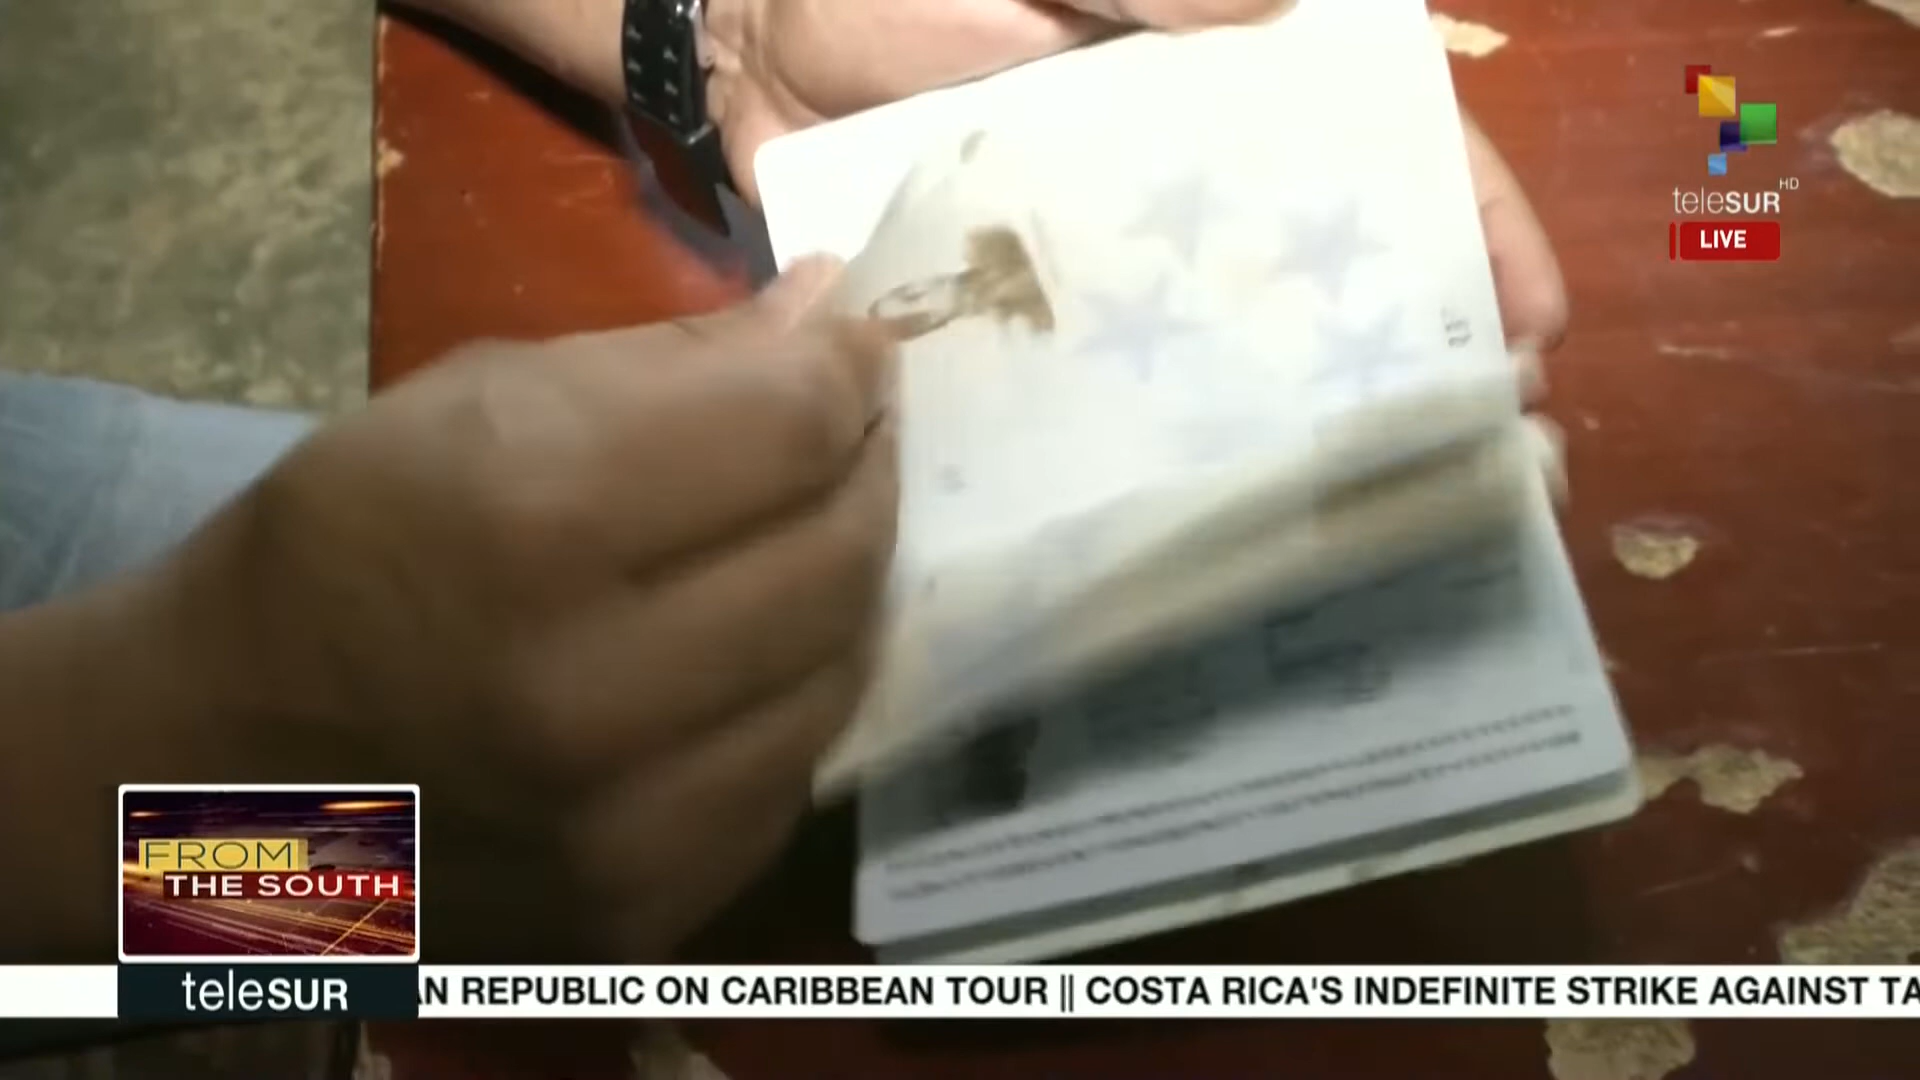 teleSUR HD
LIVE
FROM
THE SOUTH
teleSUR
AN REPUBLIC ON CARIBBEAN TOUR || COSTA RICA'S INDEFINITE STRIKE AGAINST TA